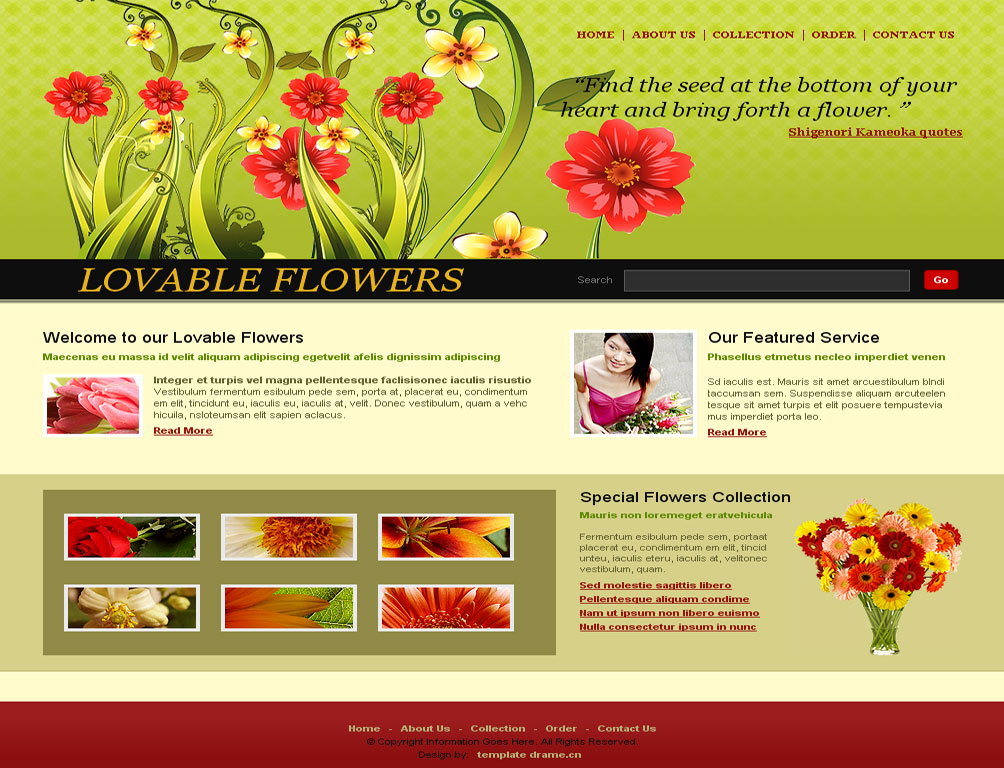 HOME | ABOUT US | COLLECTION | ORDER | CONTACT US
“Find the seed at the bottom of your
heart and bring forth a flower. ”
Shigenori Kameoka quotes
LOVABLE FLOWERS
Search
Go
Welcome to our Lovable Flowers
Maecenas eu massa id velit aliquam adipiscing egetvelit afelis dignissim adipiscing
Integer et turpis vel magna pellentesque faclisisonec iaculis risustio
Vestibulum fermentum esibulum pede sem, porta at, placerat eu, condimentum
em elit, tincidunt eu, iaculis eu, iaculis at, velit. Donec vestibulum, quam a vehc
hicuila, nsloteumsan elit sapien aclacus.
Read More
Our Featured Service
Phasellus etmetus necleo imperdiet venen
Sd iaculis est. Mauris sit amet arcuestibulum blndi
taccumsan sem. Suspendisse aliquam arcuteelen
tesque sit amet turpis et elit posuere tempustevia
mus imperdiet porta leo.
Read More
Special Flowers Collection
Mauris non loremeget eratvehicula
Fermentum esibulum pede sem, portaat
placerat eu, condimentum em elit, tincid
unteu, iaculis eteru, iaculis at, velitonec
vestibulum, quam.
Sed molestie sagittis libero
Pellentesque aliquam condime
Nam ut ipsum non libero euismo
Nulla consectetur ipsum in nunc
Home - About Us - Collection - Order - Contact Us
© Copyright Information Goes Here. All Rights Reserved.
Design by: template drame.cn